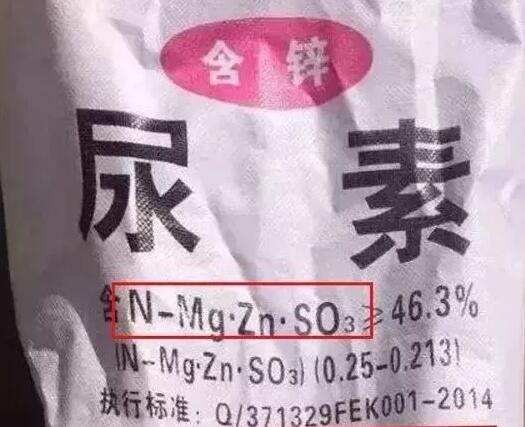 含锌
尿素
含N-Mg·Zn·SO₃≥46.3%
(N-Mg·Zn·SO₃)(0.25-0.213)
执行标准：Q/371329FEK001-2014